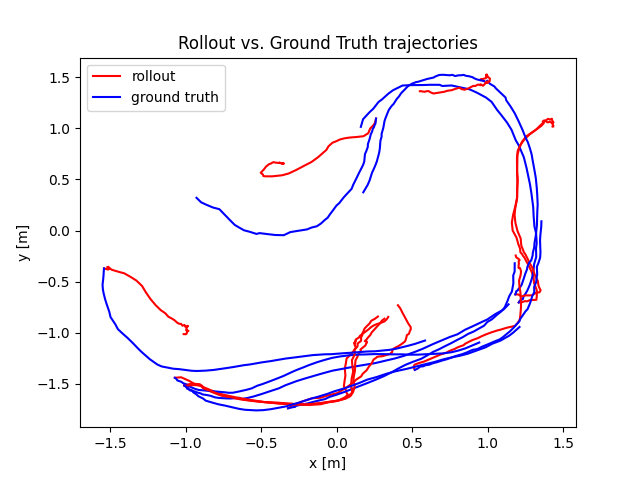 Rollout vs. Ground Truth trajectories
rollout
ground truth
1.5
1.0
0.5
0.0
−0.5
−1.0
−1.5
y [m]
−1.5 −1.0 −0.5 0.0 0.5 1.0 1.5
x [m]